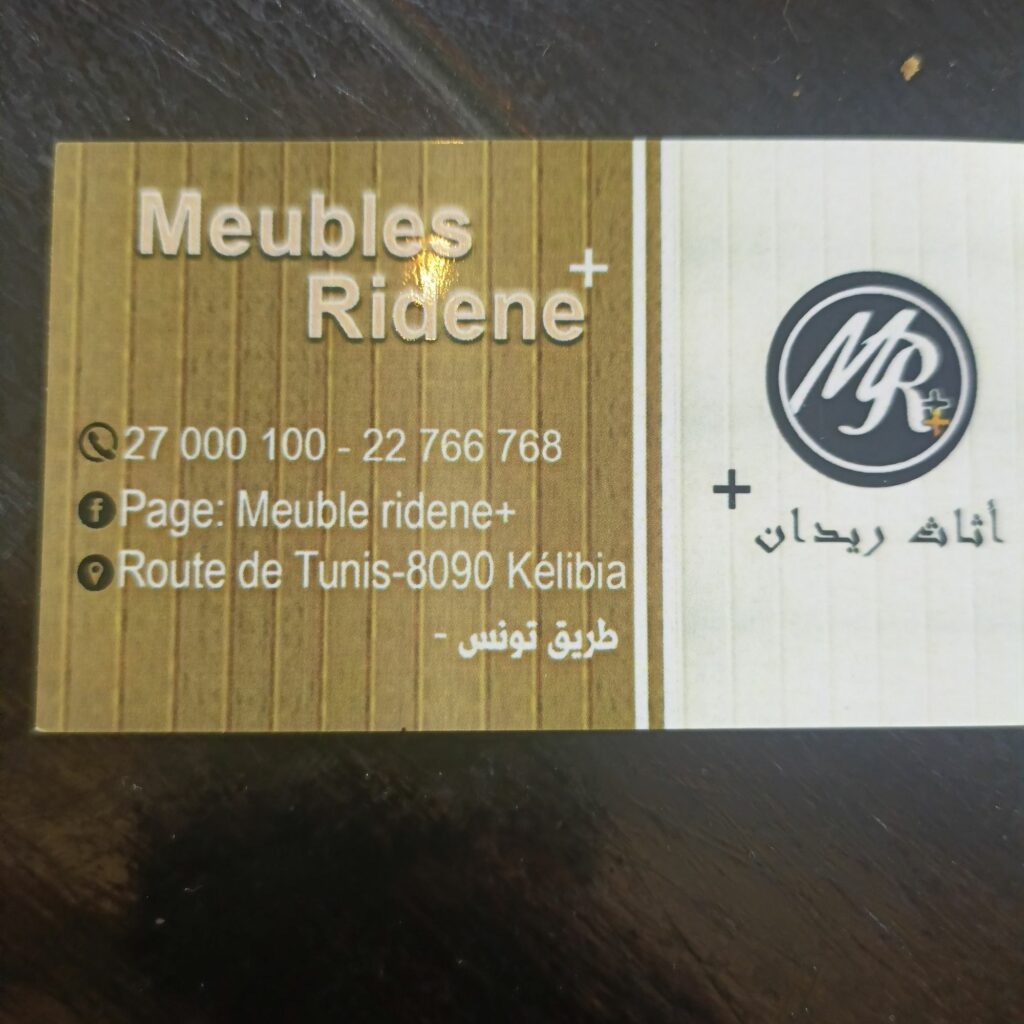 Meubles
Ridene+
27 000 100 - 22 766 768
Page: Meuble ridene+
Route de Tunis-8090 Kélibia
طريق تونس -
MR++
أثاث ريدان +